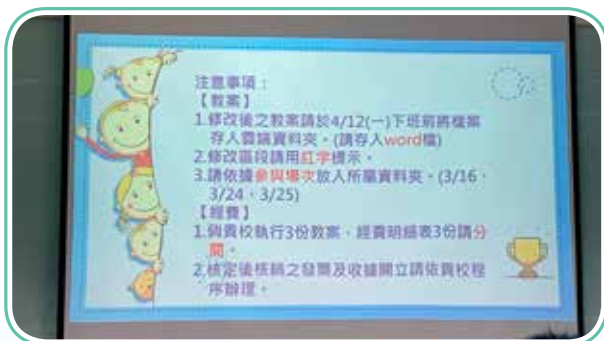 注意事項：
【教案】
1.修改後之教案請於4/12(一)下班前將檔案
存入雲端資料夾。(請存入word檔)
2.修改區段請用紅字標示。
3.請依據參與場次放入所屬資料夾。(3/16、
3/24、3/25)
【經費】
1.倘貴校執行3份教案，經費明細表3份請分
開。
2.核定後核銷之發票及收據開立請依貴校程
序辦理。